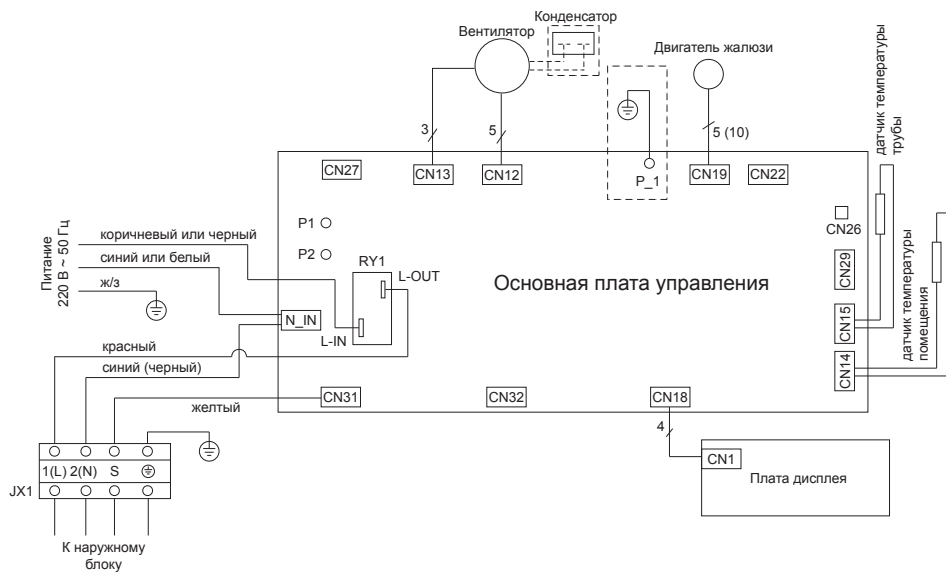 Конденсатор
Вентилятор
Двигатель жалюзи
датчик температуры
трубы
3
5
5 (10)
CN27
CN13
CN12
P_1
CN19
CN22
P1
P2
CN26
Питание
220 В ~ 50 Гц
коричневый или черный
синий или белый
ж/з
RY1
L-OUT
L-IN
N_IN
Основная плата управления
CN29
CN15
CN14
датчик температуры
помещения
красный
синий (черный)
желтый
CN31
CN32
CN18
4
CN1
Плата дисплея
1(L) 2(N) S
JX1
К наружному
блоку